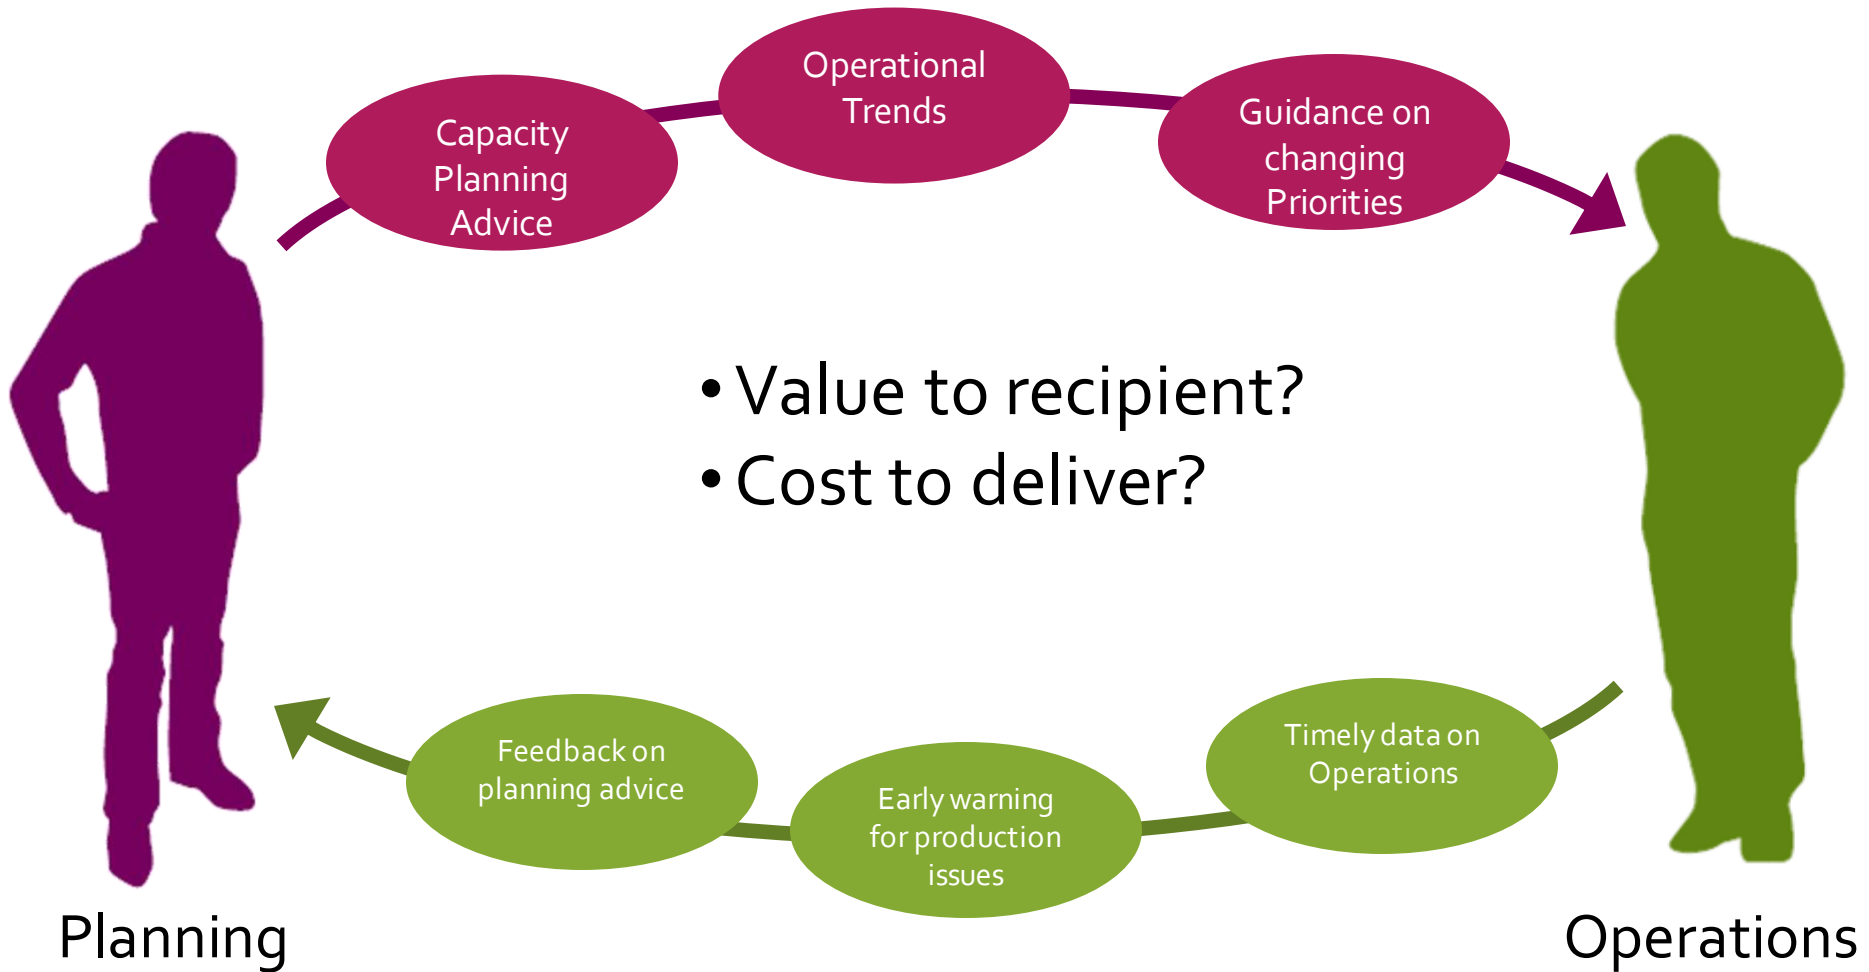 Operational
Trends
Capacity
Planning
Advice
Guidance on
changing
Priorities
• Value to recipient?
• Cost to deliver?
Feedback on
planning advice
Early warning
for production
issues
Timely data on
Operations
Planning
Operations